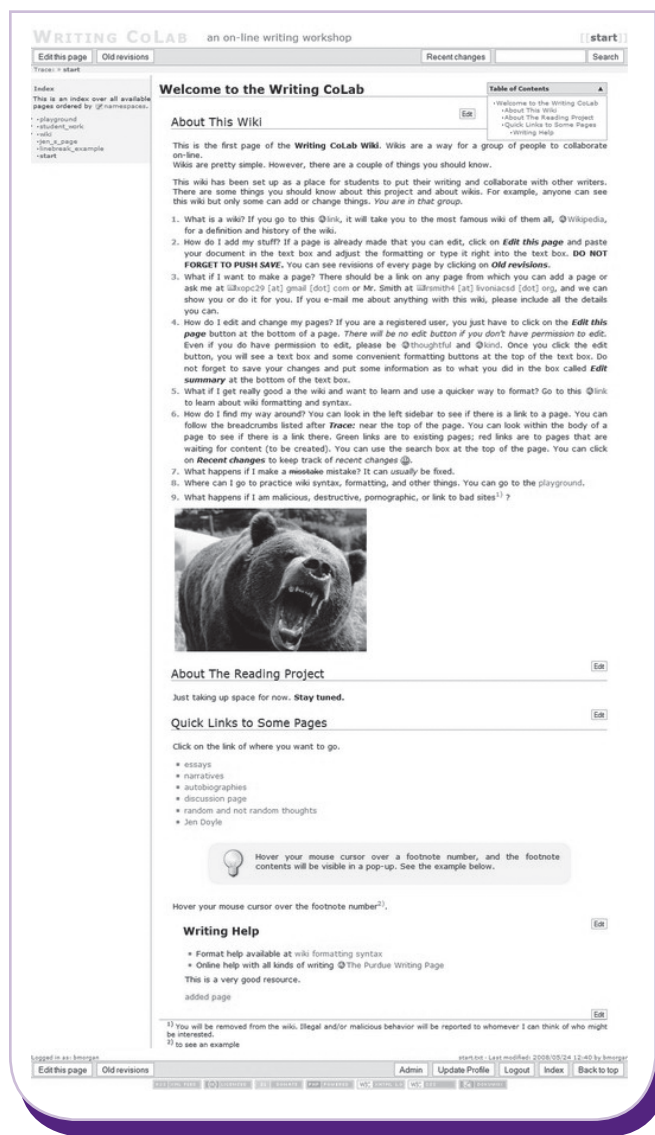 WRITING COLAB an on-line writing workshop [[start]]
Edit this page Old revisions Recent changes Search
Trace: » start
Index
This is an index over all available
pages ordered by namespaces.
playground
student_work
wiki
jen_s_page
linebreak_example
start
Welcome to the Writing CoLab
Table of Contents
Welcome to the Writing CoLab
About This Wiki
About The Reading Project
Quick Links to Some Pages
Writing Help
Edit
About This Wiki
This is the first page of the Writing CoLab Wiki. Wikis are a way for a group of people to collaborate
on-line.
Wikis are pretty simple. However, there are a couple of things you should know.
This wiki has been set up as a place for students to put their writing and collaborate with other writers.
There are some things you should know about this project and about wikis. For example, anyone can see
this wiki but only some can add or change things. You are in that group.
1. What is a wiki? If you go to this link, it will take you to the most famous wiki of them all, Wikipedia,
for a definition and history of the wiki.
2. How do I add my stuff? If a page is already made that you can edit, click on Edit this page and paste
your document in the text box and adjust the formatting or type it right into the text box. DO NOT
FORGET TO PUSH SAVE. You can see revisions of every page by clicking on Old revisions.
3. What if I want to make a page? There should be a link on any page from which you can add a page or
ask me at xopc29 [at] gmail [dot] com or Mr. Smith at rsmith4 [at] livoniacsd [dot] org, and we can
show you or do it for you. If you e-mail me about anything with this wiki, please include all the details
you can.
4. How do I edit and change my pages? If you are a registered user, you just have to click on the Edit this
page button at the bottom of a page. There will be no edit button if you don't have permission to edit.
Even if you do have permission to edit, please be thoughtful and kind. Once you click the edit
button, you will see a text box and some convenient formatting buttons at the top of the text box. Do
not forget to save your changes and put some information as to what you did in the box called Edit
summary at the bottom of the text box.
5. What if I get really good a the wiki and want to learn and use a quicker way to format? Go to this link
to learn about wiki formatting and syntax.
6. How do I find my way around? You can look in the left sidebar to see if there is a link to a page. You can
follow the breadcrumbs listed after Trace: near the top of the page. You can look within the body of a
page to see if there is a link there. Green links are to existing pages; red links are to pages that are
waiting for content (to be created). You can use the search box at the top of the page. You can click
on Recent changes to keep track of recent changes.
7. What happens if I make a misstake mistake? It can usually be fixed.
8. Where can I go to practice wiki syntax, formatting, and other things. You can go to the playground.
9. What happens if I am malicious, destructive, pornographic, or link to bad sites1) ?
Edit
About The Reading Project
Just taking up space for now. Stay tuned.
Edit
Quick Links to Some Pages
Click on the link of where you want to go.
essays
narratives
autobiographies
discussion page
random and not random thoughts
Jen Doyle
Hover your mouse cursor over a footnote number, and the footnote
contents will be visible in a pop-up. See the example below.
Hover your mouse cursor over the footnote number2).
Edit
Writing Help
Format help available at wiki formatting syntax
Online help with all kinds of writing The Purdue Writing Page
This is a very good resource.
added page
Edit
1) You will be removed from the wiki. Illegal and/or malicious behavior will be reported to whomever I can think of who might
be interested.
2) to see an example
Logged in as: bmorgan start.txt · Last modified: 2008/05/24 12:40 by bmorgan
Edit this page Old revisions Admin Update Profile Logout Index Back to top